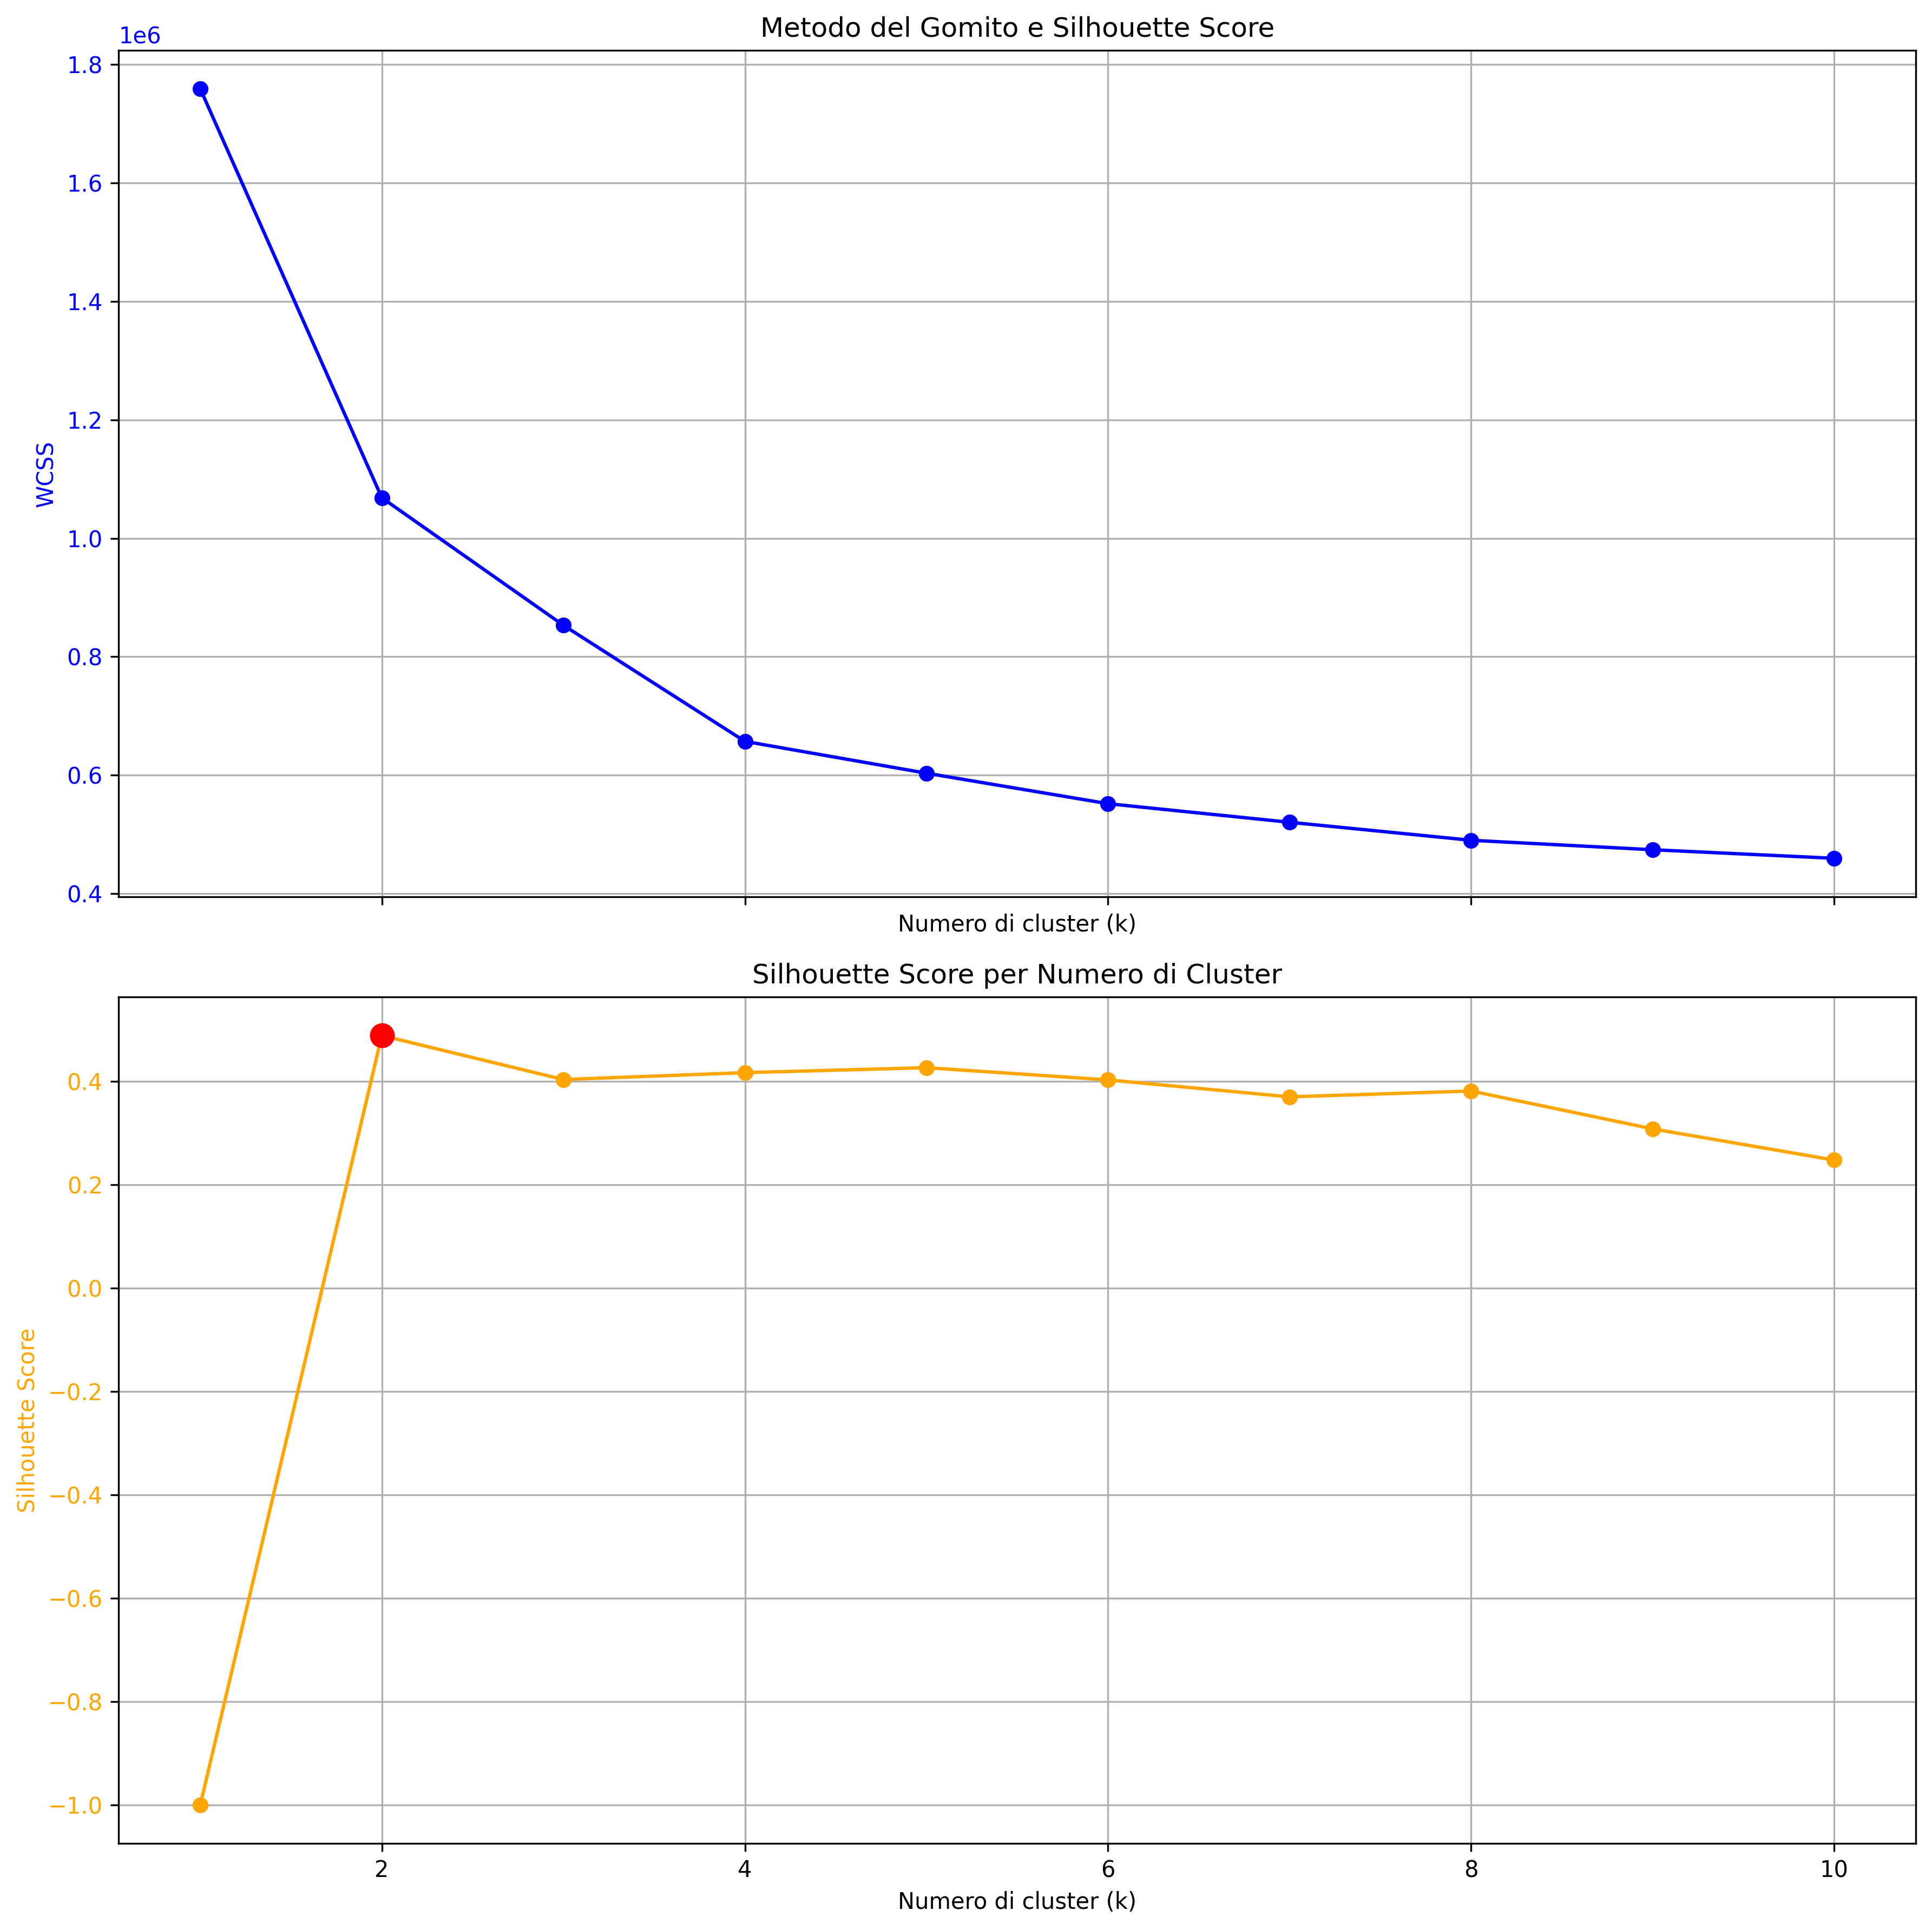 Metodo del Gomito e Silhouette Score
1e6
1.8
1.6
1.4
1.2
1.0
0.8
0.6
0.4
WCSS
Numero di cluster (k)
Silhouette Score per Numero di Cluster
0.4
0.2
0.0
−0.2
−0.4
−0.6
−0.8
−1.0
Silhouette Score
2 4 6 8 10
Numero di cluster (k)